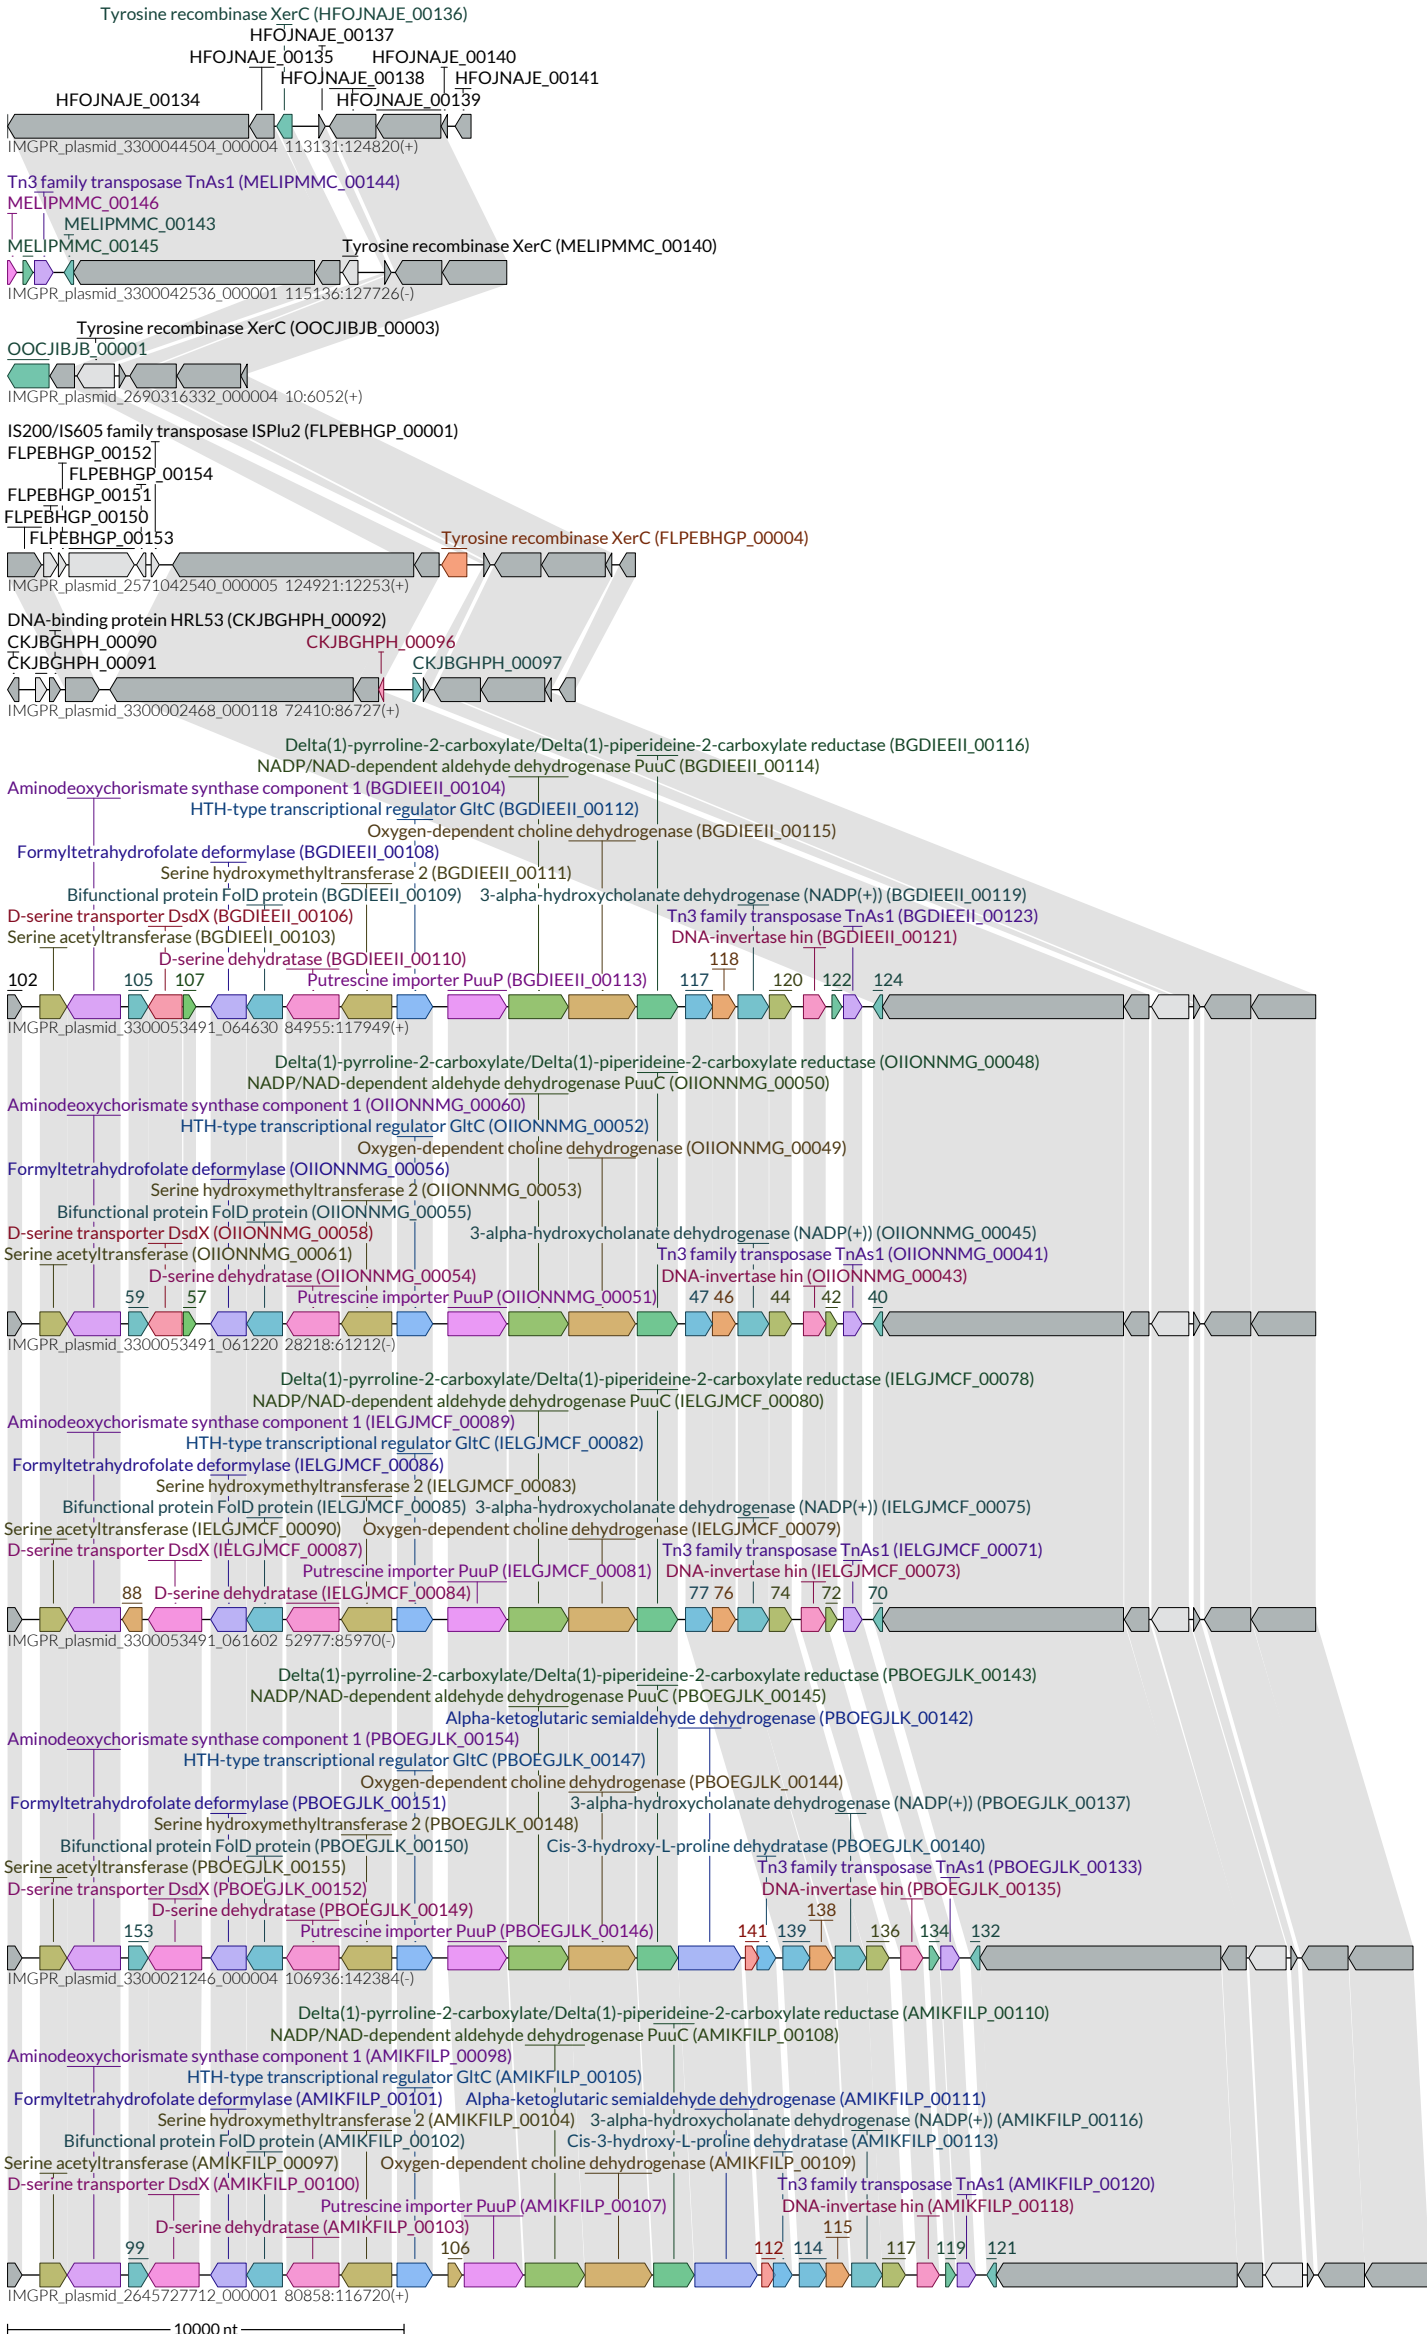 Tyrosine recombinase XerC (HFOJNAJE_00136)
HFOJNAJE_00137
HFOJNAJE_00135 HFOJNAJE_00140
HFOJNAJE_00138 HFOJNAJE_00141
HFOJNAJE_00134 HFOJNAJE_00139
IMGPR_plasmid_3300044504_000004 113131:124820(+)
Tn3 family transposase TnAs1 (MELIPMMC_00144)
MELIPMMC_00146
MELIPMMC_00143
MELIPMMC_00145 Tyrosine recombinase XerC (MELIPMMC_00140)
IMGPR_plasmid_3300042536_000001 115136:127726(-)
Tyrosine recombinase XerC (OOCJIBJB_00003)
OOCJIBJB_00001
IMGPR_plasmid_2690316332_000004 10:6052(+)
IS200/IS605 family transposase ISPlu2 (FLPEBHGP_00001)
FLPEBHGP_00152
FLPEBHGP_00154
FLPEBHGP_00151
FLPEBHGP_00150
FLPEBHGP_00153 Tyrosine recombinase XerC (FLPEBHGP_00004)
IMGPR_plasmid_2571042540_000005 124921:12253(+)
DNA-binding protein HRL53 (CKJBGHPH_00092)
CKJBGHPH_00090 CKJBGHPH_00096
CKJBGHPH_00091 CKJBGHPH_00097
IMGPR_plasmid_3300002468_000118 72410:86727(+)
Delta(1)-pyrroline-2-carboxylate/Delta(1)-piperideine-2-carboxylate reductase (BGDIEEII_00116)
NADP/NAD-dependent aldehyde dehydrogenase PuuC (BGDIEEII_00114)
Aminodeoxychorismate synthase component 1 (BGDIEEII_00104)
HTH-type transcriptional regulator GltC (BGDIEEII_00112)
Oxygen-dependent choline dehydrogenase (BGDIEEII_00115)
Formyltetrahydrofolate deformylase (BGDIEEII_00108)
Serine hydroxymethyltransferase 2 (BGDIEEII_00111)
Bifunctional protein FolD protein (BGDIEEII_00109) 3-alpha-hydroxycholanate dehydrogenase (NADP(+)) (BGDIEEII_00119)
D-serine transporter DsdX (BGDIEEII_00106) Tn3 family transposase TnAs1 (BGDIEEII_00123)
Serine acetyltransferase (BGDIEEII_00103) DNA-invertase hin (BGDIEEII_00121)
D-serine dehydratase (BGDIEEII_00110) 118
102 105 107 Putrescine importer PuuP (BGDIEEII_00113) 117 120 122 124
IMGPR_plasmid_3300053491_064630 84955:117949(+)
Delta(1)-pyrroline-2-carboxylate/Delta(1)-piperideine-2-carboxylate reductase (OIIONNMG_00048)
NADP/NAD-dependent aldehyde dehydrogenase PuuC (OIIONNMG_00050)
Aminodeoxychorismate synthase component 1 (OIIONNMG_00060)
HTH-type transcriptional regulator GltC (OIIONNMG_00052)
Oxygen-dependent choline dehydrogenase (OIIONNMG_00049)
Formyltetrahydrofolate deformylase (OIIONNMG_00056)
Serine hydroxymethyltransferase 2 (OIIONNMG_00053)
Bifunctional protein FolD protein (OIIONNMG_00055)
D-serine transporter DsdX (OIIONNMG_00058) 3-alpha-hydroxycholanate dehydrogenase (NADP(+)) (OIIONNMG_00045)
Serine acetyltransferase (OIIONNMG_00061) Tn3 family transposase TnAs1 (OIIONNMG_00041)
D-serine dehydratase (OIIONNMG_00054) DNA-invertase hin (OIIONNMG_00043)
59 57 Putrescine importer PuuP (OIIONNMG_00051) 47 46 44 42 40
IMGPR_plasmid_3300053491_061220 28218:61212(-)
Delta(1)-pyrroline-2-carboxylate/Delta(1)-piperideine-2-carboxylate reductase (IELGJMCF_00078)
NADP/NAD-dependent aldehyde dehydrogenase PuuC (IELGJMCF_00080)
Aminodeoxychorismate synthase component 1 (IELGJMCF_00089)
HTH-type transcriptional regulator GltC (IELGJMCF_00082)
Formyltetrahydrofolate deformylase (IELGJMCF_00086)
Serine hydroxymethyltransferase 2 (IELGJMCF_00083)
Bifunctional protein FolD protein (IELGJMCF_00085) 3-alpha-hydroxycholanate dehydrogenase (NADP(+)) (IELGJMCF_00075)
Serine acetyltransferase (IELGJMCF_00090) Oxygen-dependent choline dehydrogenase (IELGJMCF_00079)
D-serine transporter DsdX (IELGJMCF_00087) Tn3 family transposase TnAs1 (IELGJMCF_00071)
Putrescine importer PuuP (IELGJMCF_00081) DNA-invertase hin (IELGJMCF_00073)
88 D-serine dehydratase (IELGJMCF_00084) 77 76 74 72 70
IMGPR_plasmid_3300053491_061602 52977:85970(-)
Delta(1)-pyrroline-2-carboxylate/Delta(1)-piperideine-2-carboxylate reductase (PBOEGJLK_00143)
NADP/NAD-dependent aldehyde dehydrogenase PuuC (PBOEGJLK_00145)
Alpha-ketoglutaric semialdehyde dehydrogenase (PBOEGJLK_00142)
Aminodeoxychorismate synthase component 1 (PBOEGJLK_00154)
HTH-type transcriptional regulator GltC (PBOEGJLK_00147)
Oxygen-dependent choline dehydrogenase (PBOEGJLK_00144)
Formyltetrahydrofolate deformylase (PBOEGJLK_00151) 3-alpha-hydroxycholanate dehydrogenase (NADP(+)) (PBOEGJLK_00137)
Serine hydroxymethyltransferase 2 (PBOEGJLK_00148)
Bifunctional protein FolD protein (PBOEGJLK_00150) Cis-3-hydroxy-L-proline dehydratase (PBOEGJLK_00140)
Serine acetyltransferase (PBOEGJLK_00155) Tn3 family transposase TnAs1 (PBOEGJLK_00133)
D-serine transporter DsdX (PBOEGJLK_00152) DNA-invertase hin (PBOEGJLK_00135)
D-serine dehydratase (PBOEGJLK_00149) 138
153 Putrescine importer PuuP (PBOEGJLK_00146) 141 139 136 134 132
IMGPR_plasmid_3300021246_000004 106936:142384(-)
Delta(1)-pyrroline-2-carboxylate/Delta(1)-piperideine-2-carboxylate reductase (AMIKFILP_00110)
NADP/NAD-dependent aldehyde dehydrogenase PuuC (AMIKFILP_00108)
Aminodeoxychorismate synthase component 1 (AMIKFILP_00098)
HTH-type transcriptional regulator GltC (AMIKFILP_00105)
Formyltetrahydrofolate deformylase (AMIKFILP_00101) Alpha-ketoglutaric semialdehyde dehydrogenase (AMIKFILP_00111)
Serine hydroxymethyltransferase 2 (AMIKFILP_00104) 3-alpha-hydroxycholanate dehydrogenase (NADP(+)) (AMIKFILP_00116)
Bifunctional protein FolD protein (AMIKFILP_00102) Cis-3-hydroxy-L-proline dehydratase (AMIKFILP_00113)
Serine acetyltransferase (AMIKFILP_00097) Oxygen-dependent choline dehydrogenase (AMIKFILP_00109)
D-serine transporter DsdX (AMIKFILP_00100) Tn3 family transposase TnAs1 (AMIKFILP_00120)
Putrescine importer PuuP (AMIKFILP_00107) DNA-invertase hin (AMIKFILP_00118)
D-serine dehydratase (AMIKFILP_00103) 115
99 106 112 114 117 119 121
IMGPR_plasmid_2645727712_000001 80858:116720(+)
10000 nt